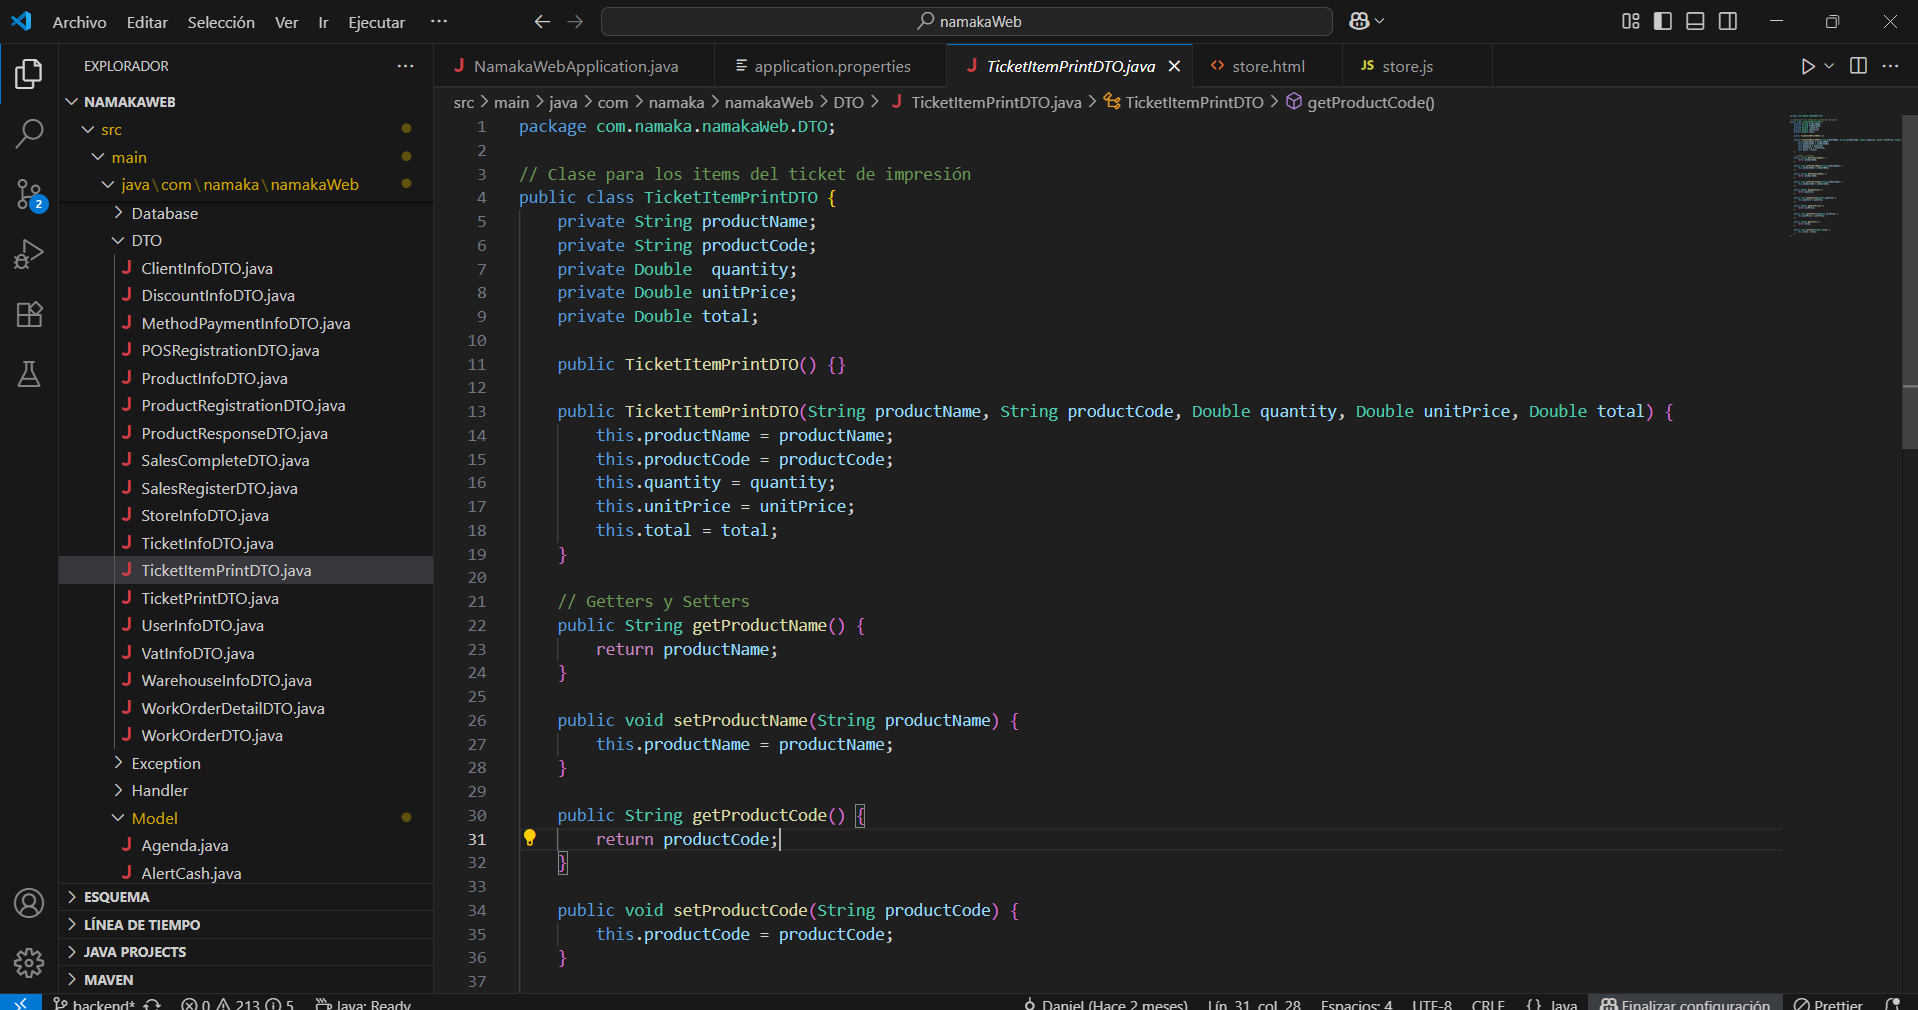 Archivo Editar Selección Ver Ir Ejecutar ··· namakaWeb
EXPLORADOR ···
NAMAKAWEB
src
main
java\com\namaka\namakaWeb
Database
DTO
ClientInfoDTO.java
DiscountInfoDTO.java
MethodPaymentInfoDTO.java
POSRegistrationDTO.java
ProductInfoDTO.java
ProductRegistrationDTO.java
ProductResponseDTO.java
SalesCompleteDTO.java
SalesRegisterDTO.java
StoreInfoDTO.java
TicketInfoDTO.java
TicketItemPrintDTO.java
TicketPrintDTO.java
UserInfoDTO.java
VatInfoDTO.java
WarehouseInfoDTO.java
WorkOrderDetailDTO.java
WorkOrderDTO.java
Exception
Handler
Model
Agenda.java
AlertCash.java
ESQUEMA
LÍNEA DE TIEMPO
JAVA PROJECTS
MAVEN
2
NamakaWebApplication.java application.properties TicketItemPrintDTO.java store.html JS store.js
src > main > java > com > namaka > namakaWeb > DTO > TicketItemPrintDTO.java > TicketItemPrintDTO > getProductCode()
1 package com.namaka.namakaWeb.DTO;
2
3 // Clase para los items del ticket de impresión
4 public class TicketItemPrintDTO {
5 private String productName;
6 private String productCode;
7 private Double  quantity;
8 private Double unitPrice;
9 private Double total;
10
11 public TicketItemPrintDTO() {}
12
13 public TicketItemPrintDTO(String productName, String productCode, Double quantity, Double unitPrice, Double total) {
14 this.productName = productName;
15 this.productCode = productCode;
16 this.quantity = quantity;
17 this.unitPrice = unitPrice;
18 this.total = total;
19 }
20
21 // Getters y Setters
22 public String getProductName() {
23 return productName;
24 }
25
26 public void setProductName(String productName) {
27 this.productName = productName;
28 }
29
30 public String getProductCode() {
31 return productCode;
32 }
33
34 public void setProductCode(String productCode) {
35 this.productCode = productCode;
36 }
37
backend* 0 213 5 Java: Ready Daniel (Hace 2 meses) Lín. 31, col. 28 Espacios: 4 UTF-8 CRLF {} Java Finalizar configuración Prettier